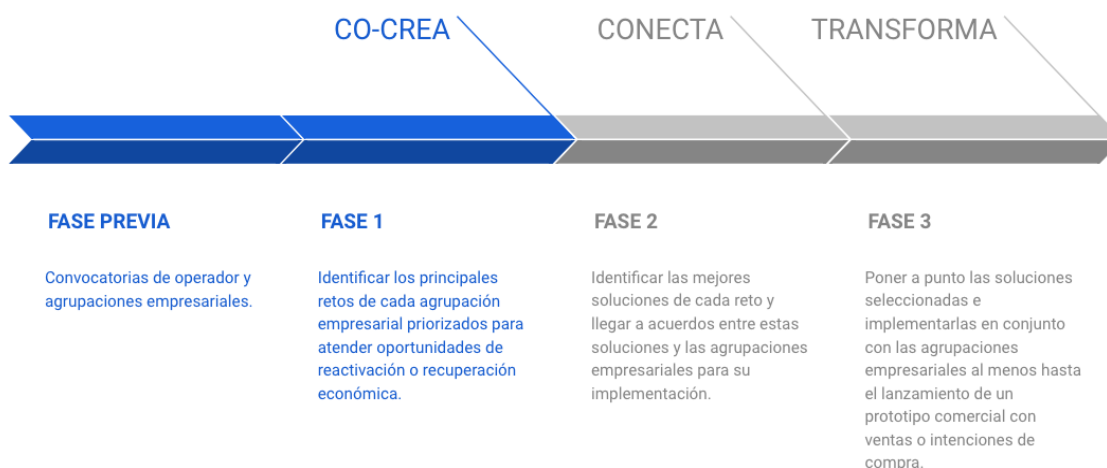 CO-CREA
CONECTA
TRANSFORMA
FASE PREVIA
Convocatorias de operador y
agrupaciones empresariales.
FASE 1
Identificar los principales
retos de cada agrupación
empresarial priorizados para
atender oportunidades de
reactivación o recuperación
económica.
FASE 2
Identificar las mejores
soluciones de cada reto y
llegar a acuerdos entre estas
soluciones y las agrupaciones
empresariales para su
implementación.
FASE 3
Poner a punto las soluciones
seleccionadas e
implementarlas en conjunto
con las agrupaciones
empresariales al menos hasta
el lanzamiento de un
prototipo comercial con
ventas o intenciones de
compra.